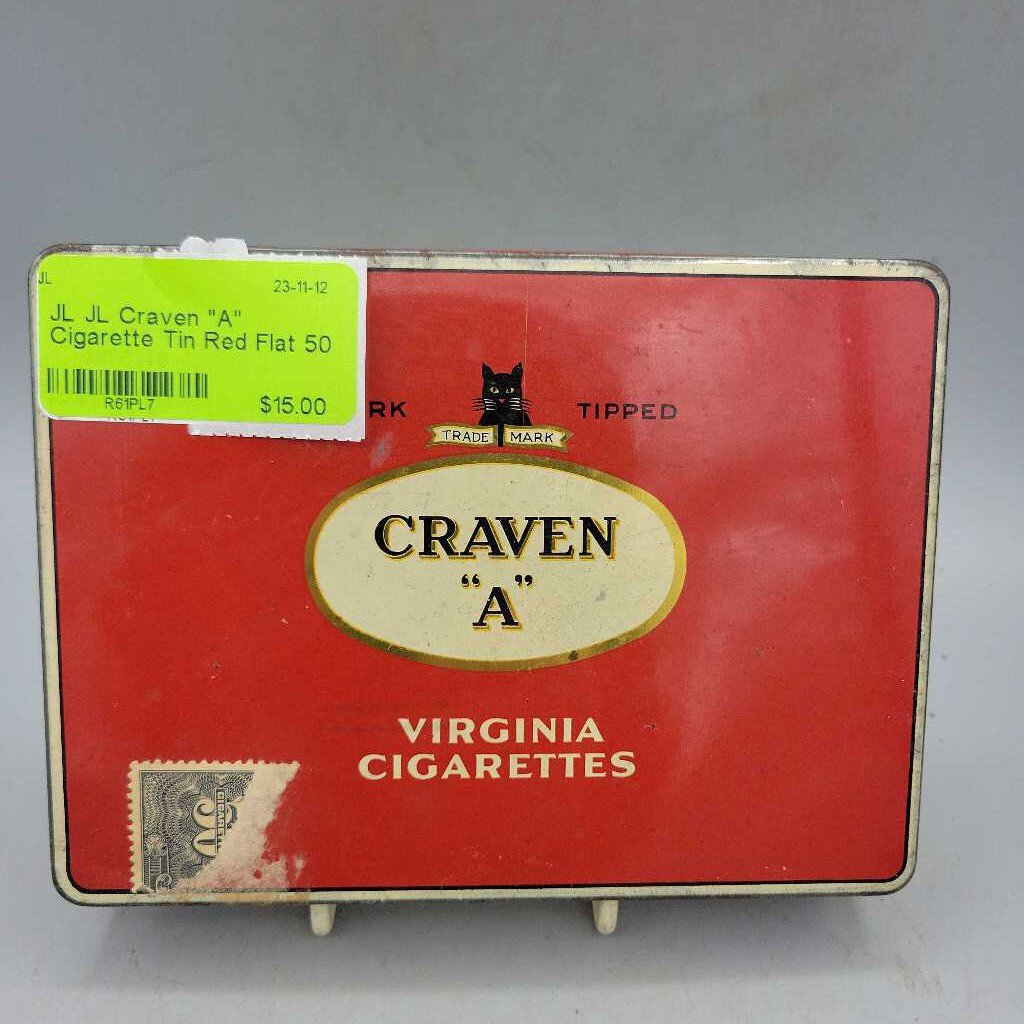 JL
23-11-12
JL JL Craven "A"
Cigarette Tin Red Flat 50
R61PL7
$15.00
RK TIPPED
TRADE MARK
CRAVEN
“A”
VIRGINIA
CIGARETTES
50